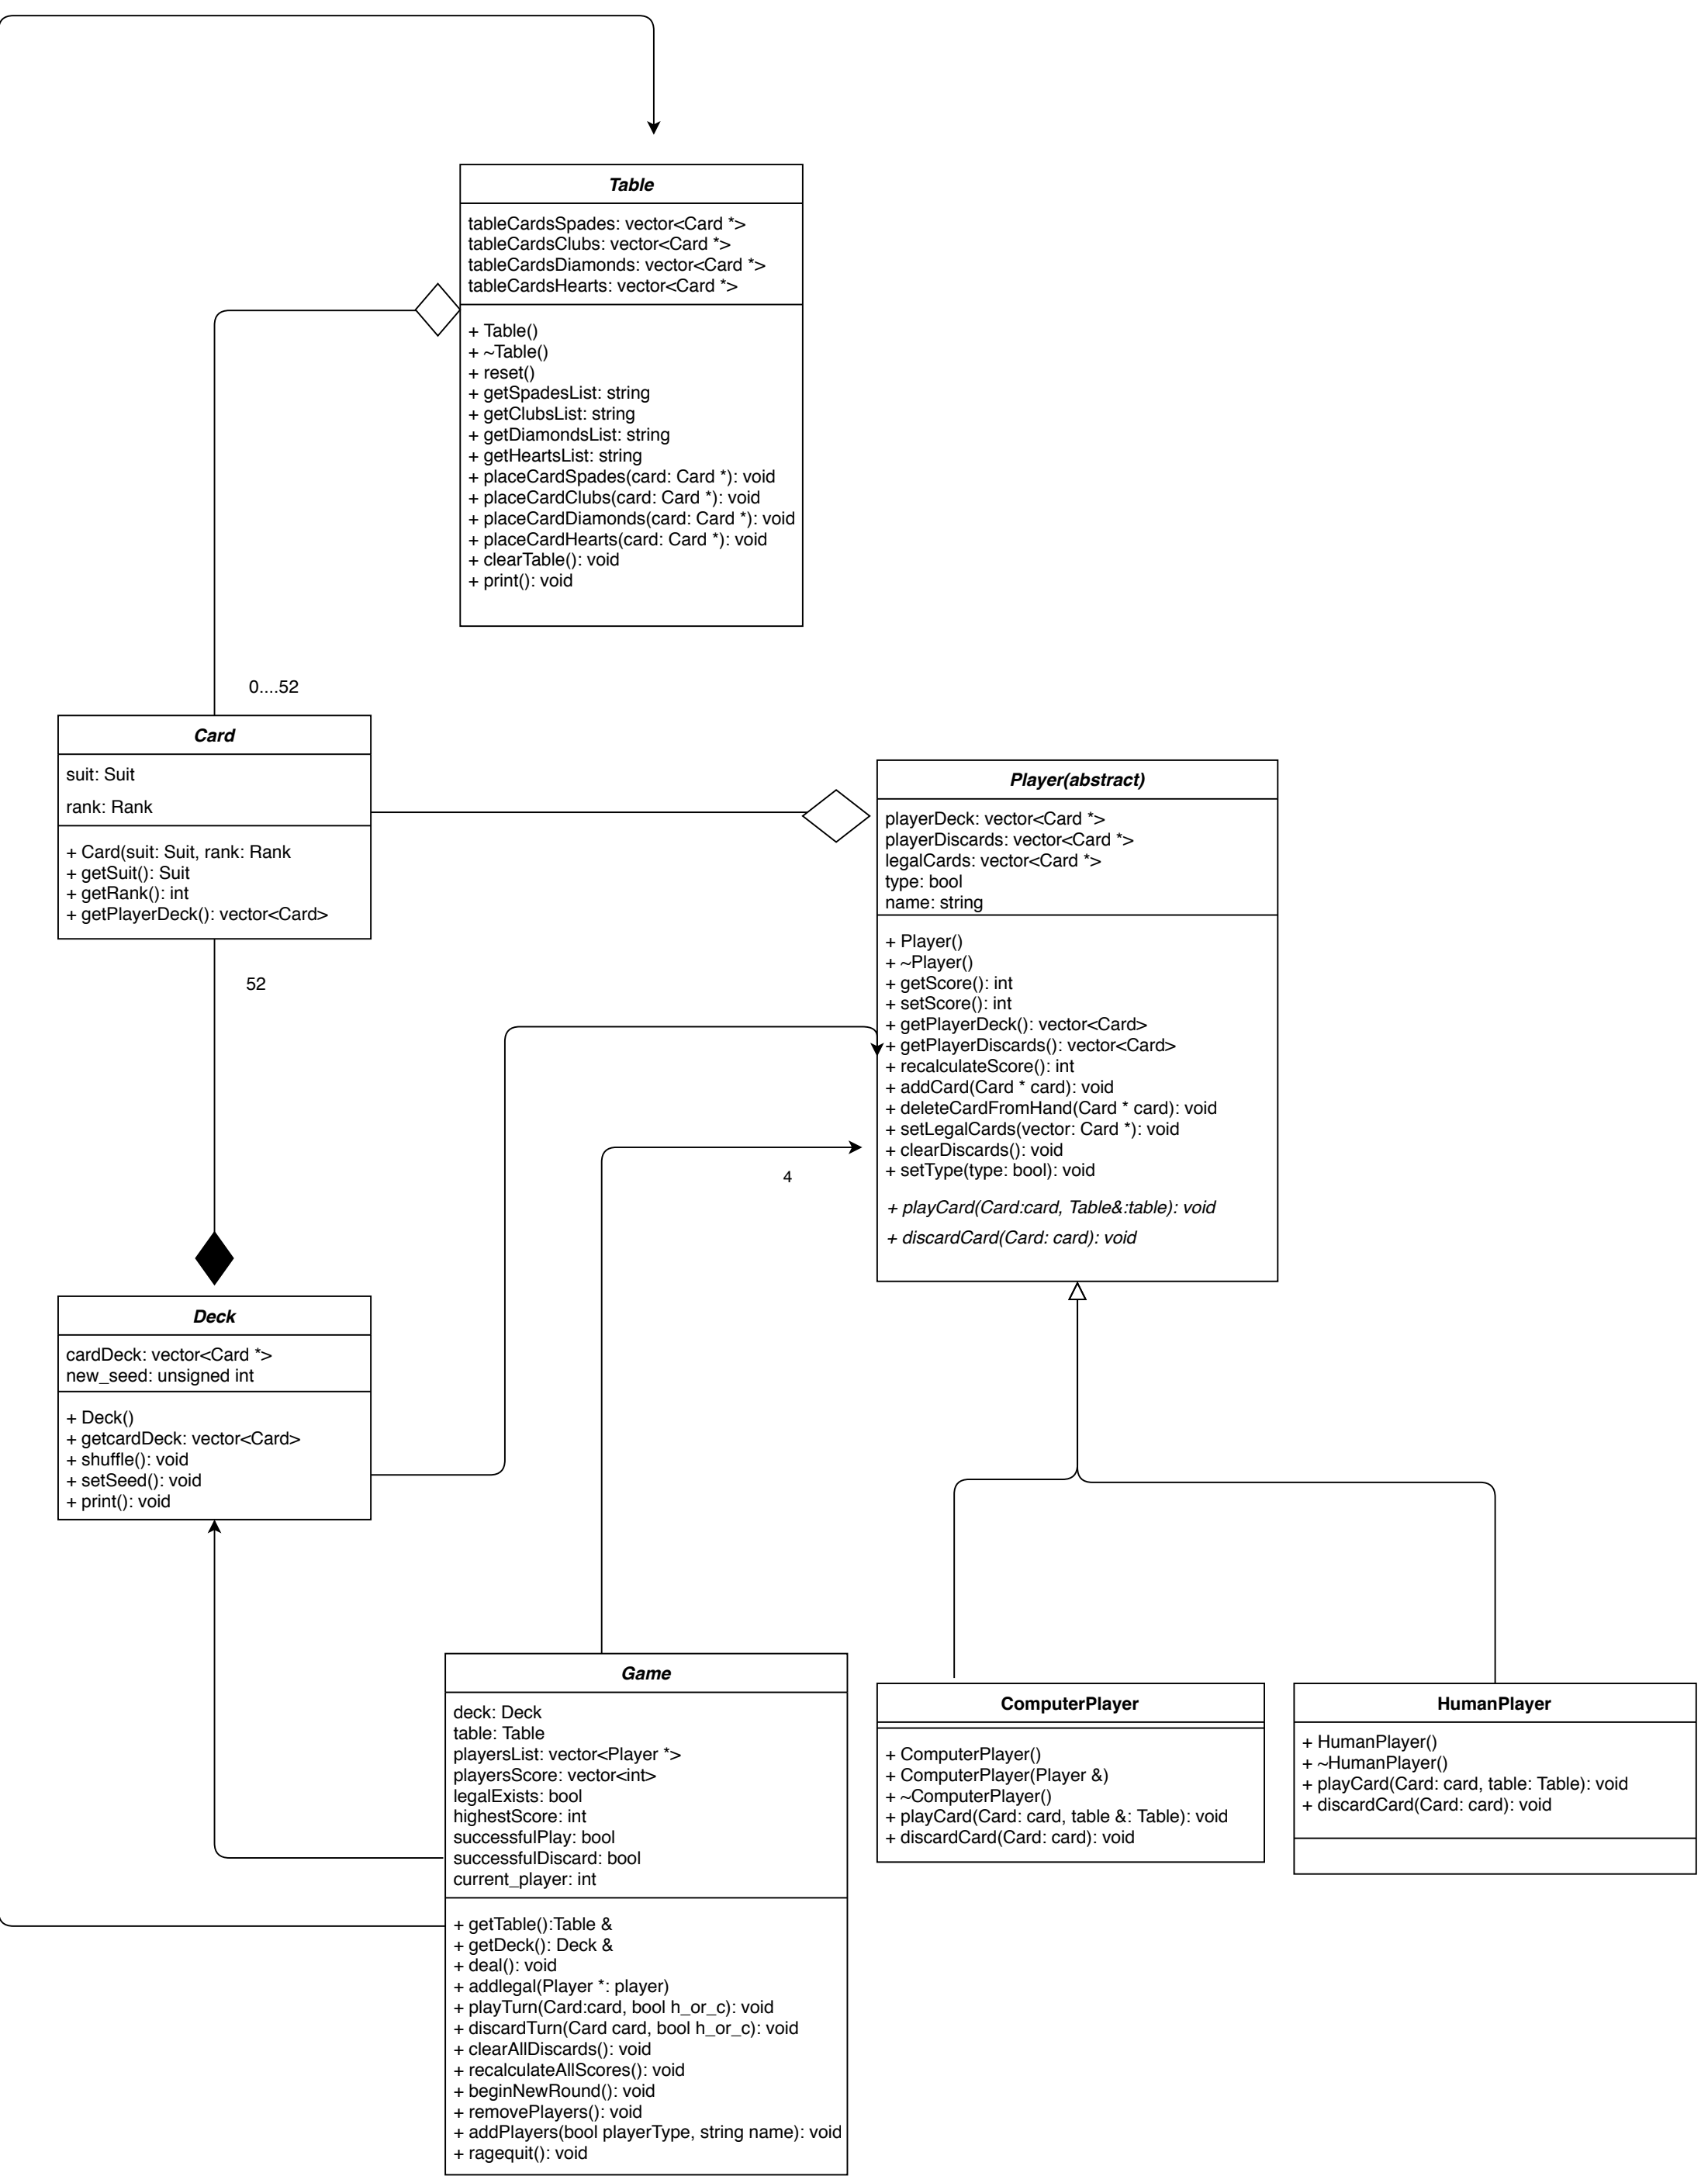 Table
tableCardsSpades: vector<Card *>
tableCardsClubs: vector<Card *>
tableCardsDiamonds: vector<Card *>
tableCardsHearts: vector<Card *>
+ Table()
+ ~Table()
+ reset()
+ getSpadesList: string
+ getClubsList: string
+ getDiamondsList: string
+ getHeartsList: string
+ placeCardSpades(card: Card *): void
+ placeCardClubs(card: Card *): void
+ placeCardDiamonds(card: Card *): void
+ placeCardHearts(card: Card *): void
+ clearTable(): void
+ print(): void
0....52
Card
suit: Suit
rank: Rank
+ Card(suit: Suit, rank: Rank
+ getSuit(): Suit
+ getRank(): int
+ getPlayerDeck(): vector<Card>
52
Player(abstract)
playerDeck: vector<Card *>
playerDiscards: vector<Card *>
legalCards: vector<Card *>
type: bool
name: string
+ Player()
+ ~Player()
+ getScore(): int
+ setScore(): int
+ getPlayerDeck(): vector<Card>
+ getPlayerDiscards(): vector<Card>
+ recalculateScore(): int
+ addCard(Card * card): void
+ deleteCardFromHand(Card * card): void
+ setLegalCards(vector: Card *): void
+ clearDiscards(): void
+ setType(type: bool): void
+ playCard(Card:card, Table&:table): void
+ discardCard(Card: card): void
4
Deck
cardDeck: vector<Card *>
new_seed: unsigned int
+ Deck()
+ getcardDeck: vector<Card>
+ shuffle(): void
+ setSeed(): void
+ print(): void
Game
deck: Deck
table: Table
playersList: vector<Player *>
playersScore: vector<int>
legalExists: bool
highestScore: int
successfulPlay: bool
successfulDiscard: bool
current_player: int
+ getTable():Table &
+ getDeck(): Deck &
+ deal(): void
+ addlegal(Player *: player)
+ playTurn(Card:card, bool h_or_c): void
+ discardTurn(Card card, bool h_or_c): void
+ clearAllDiscards(): void
+ recalculateAllScores(): void
+ beginNewRound(): void
+ removePlayers(): void
+ addPlayers(bool playerType, string name): void
+ ragequit(): void
ComputerPlayer
+ ComputerPlayer()
+ ComputerPlayer(Player &)
+ ~ComputerPlayer()
+ playCard(Card: card, table &: Table): void
+ discardCard(Card: card): void
HumanPlayer
+ HumanPlayer()
+ ~HumanPlayer()
+ playCard(Card: card, table: Table): void
+ discardCard(Card: card): void